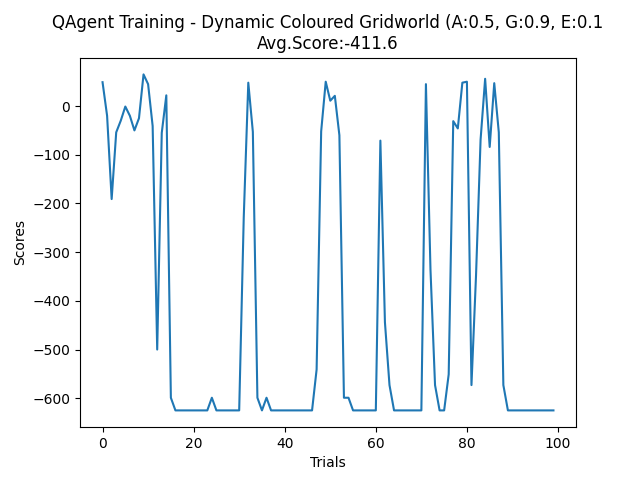 QAgent Training - Dynamic Coloured Gridworld (A:0.5, G:0.9, E:0.1
Avg.Score:-411.6
0
−100
−200
−300
−400
−500
−600
Scores
0 20 40 60 80 100
Trials